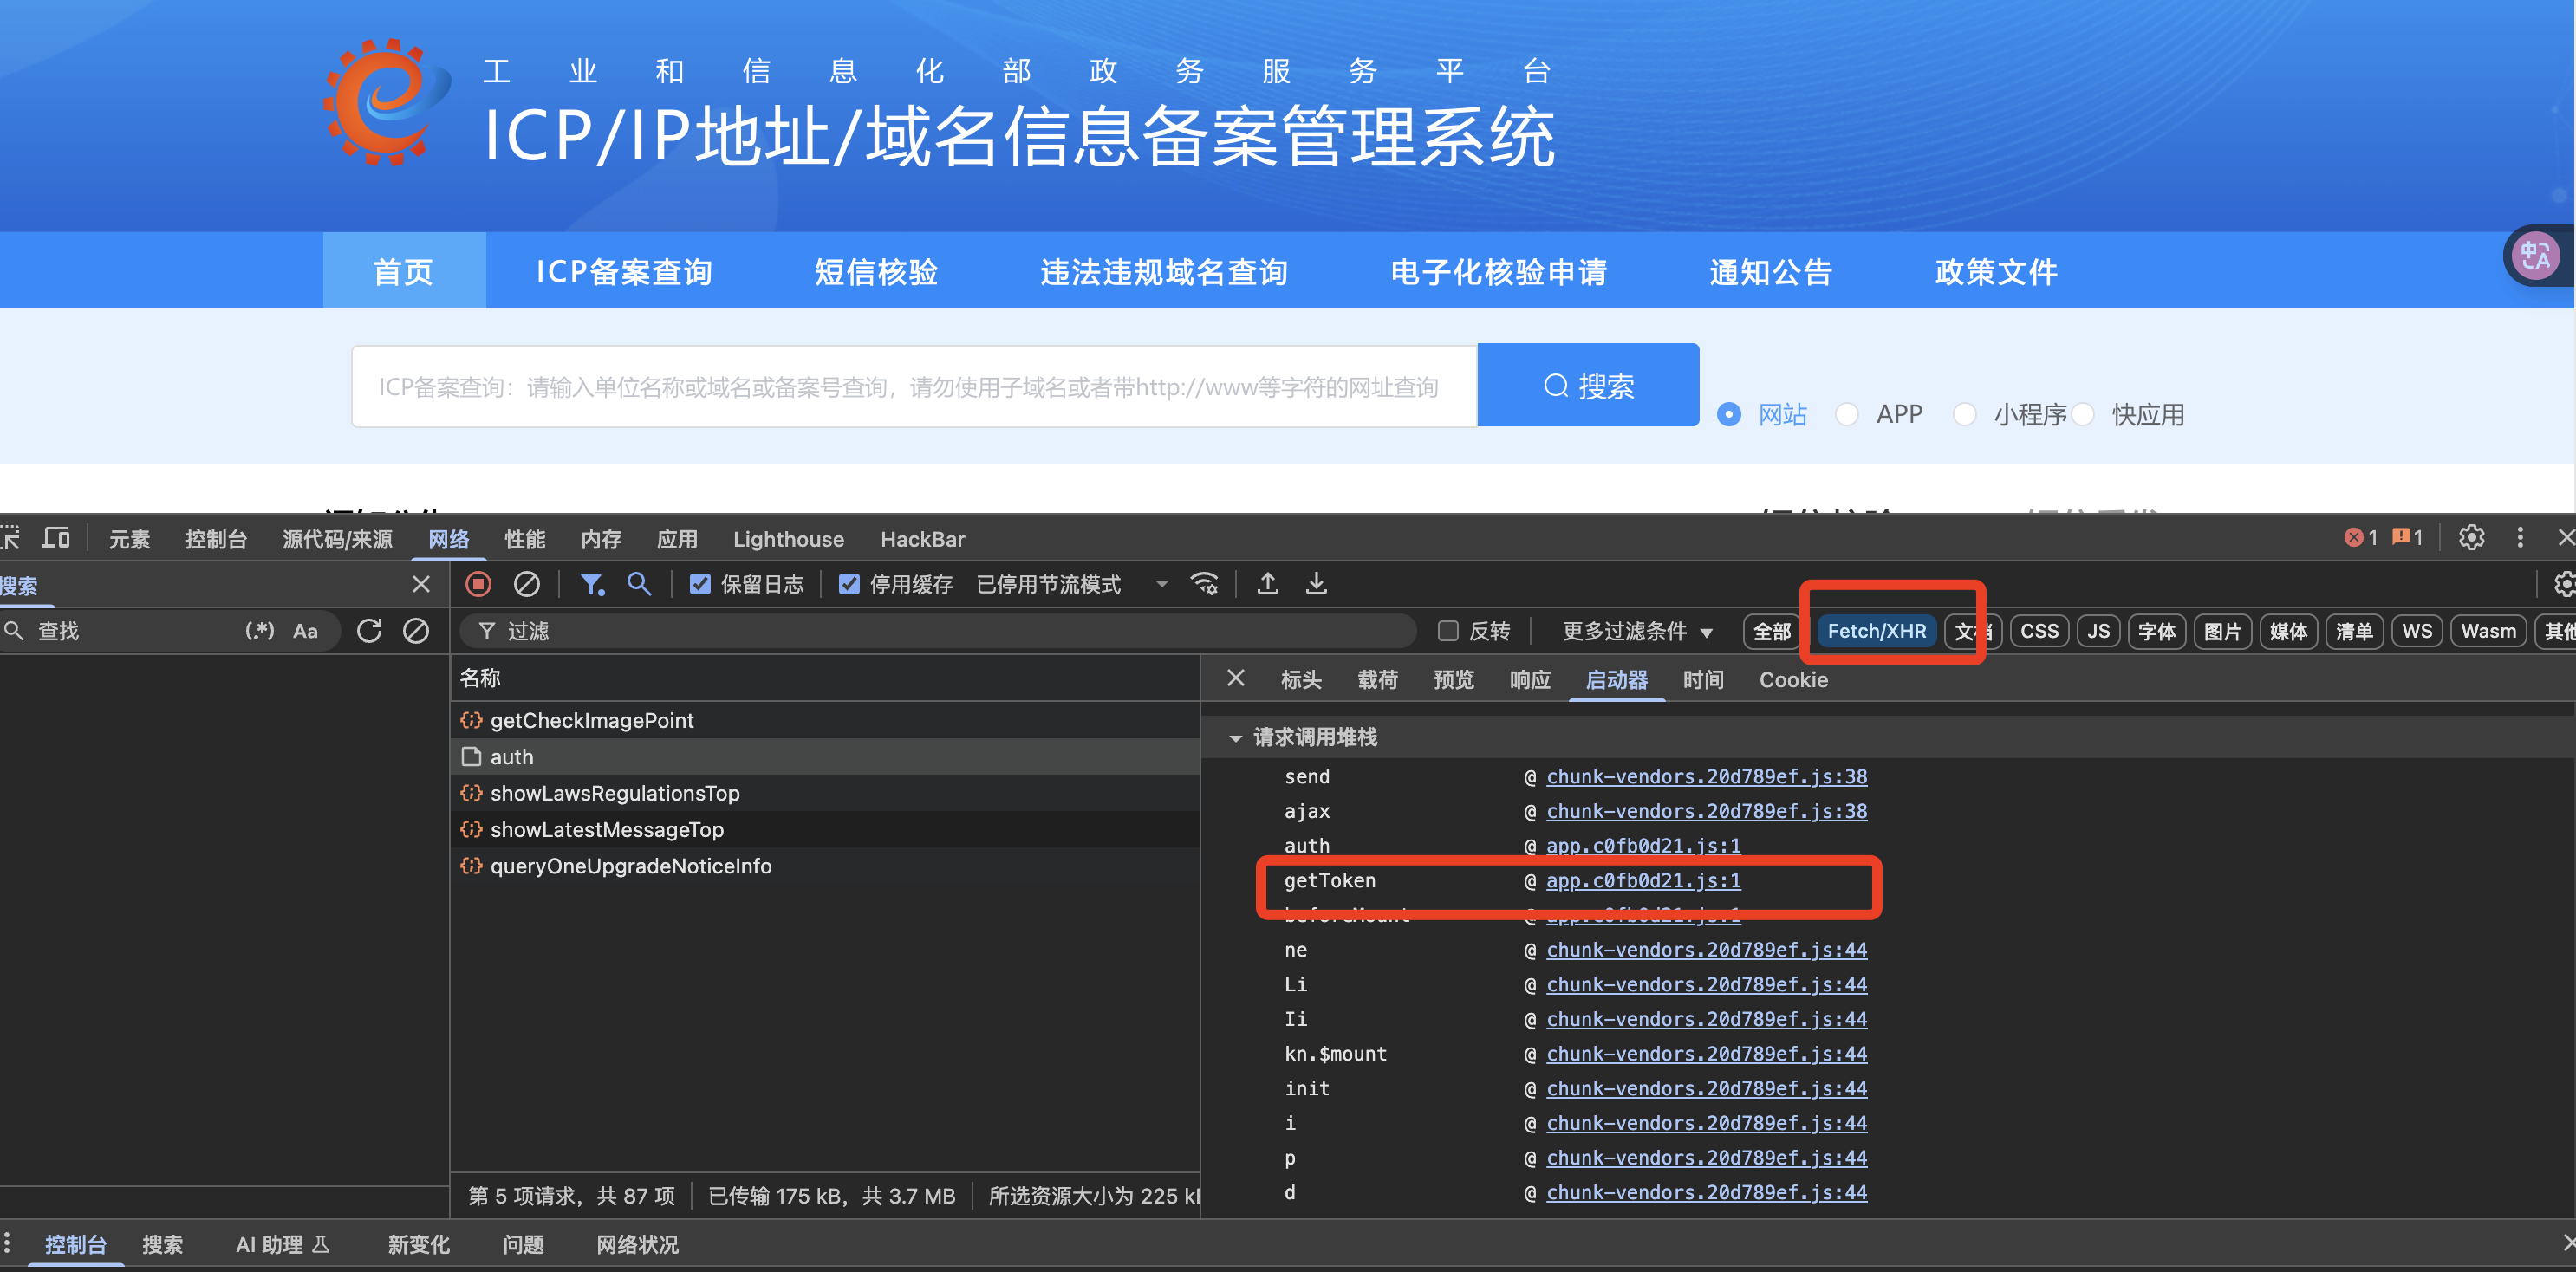 工业和信息化部政务服务平台
ICP/IP地址/域名信息备案管理系统
首页 ICP备案查询 短信核验 违法违规域名查询 电子化核验申请 通知公告 政策文件
中 A
ICP备案查询：请输入单位名称或域名或备案号查询，请勿使用子域名或者带http://www等字符的网址查询 搜索
网站 APP 小程序 快应用
元素 控制台 源代码/来源 网络 性能 内存 应用 Lighthouse HackBar 1 1
搜索 保留日志 停用缓存 已停用节流模式
查找 (.*) Aa 过滤 反转 更多过滤条件 全部 Fetch/XHR 文档 CSS JS 字体 图片 媒体 清单 WS Wasm
名称 标头 载荷 预览 响应 启动器 时间 Cookie
getCheckImagePoint
auth
showLawsRegulationsTop
showLatestMessageTop
queryOneUpgradeNoticeInfo
请求调用堆栈
send @ chunk-vendors.20d789ef.js:38
ajax @ chunk-vendors.20d789ef.js:38
auth @ app.c0fb0d21.js:1
getToken @ app.c0fb0d21.js:1
beforeMount @ app.c0fb0d21.js:1
ne @ chunk-vendors.20d789ef.js:44
Li @ chunk-vendors.20d789ef.js:44
Ii @ chunk-vendors.20d789ef.js:44
kn.$mount @ chunk-vendors.20d789ef.js:44
init @ chunk-vendors.20d789ef.js:44
i @ chunk-vendors.20d789ef.js:44
p @ chunk-vendors.20d789ef.js:44
d @ chunk-vendors.20d789ef.js:44
第 5 项请求，共 87 项 已传输 175 kB，共 3.7 MB 所选资源大小为 225
控制台 搜索 AI 助理 新变化 问题 网络状况